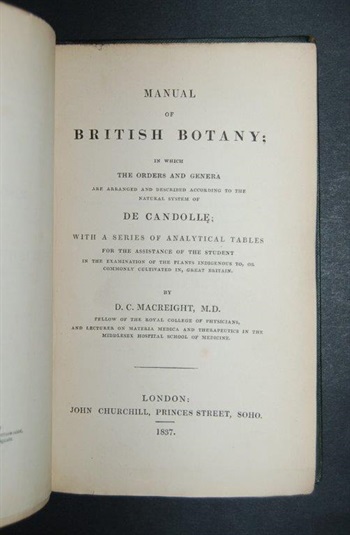 MANUAL
OF
BRITISH BOTANY;
IN WHICH
THE ORDERS AND GENERA
ARE ARRANGED AND DESCRIBED ACCORDING TO THE
NATURAL SYSTEM OF
DE CANDOLLE;
WITH A SERIES OF ANALYTICAL TABLES
FOR THE ASSISTANCE OF THE STUDENT
IN THE EXAMINATION OF THE PLANTS INDIGENOUS TO, OR
COMMONLY CULTIVATED IN, GREAT BRITAIN.
BY
D. C. MACREIGHT, M.D.
FELLOW OF THE ROYAL COLLEGE OF PHYSICIANS,
AND LECTURER ON MATERIA MEDICA AND THERAPEUTICS IN THE
MIDDLESEX HOSPITAL SCHOOL OF MEDICINE.
LONDON:
JOHN CHURCHILL, PRINCES STREET, SOHO.
1837.